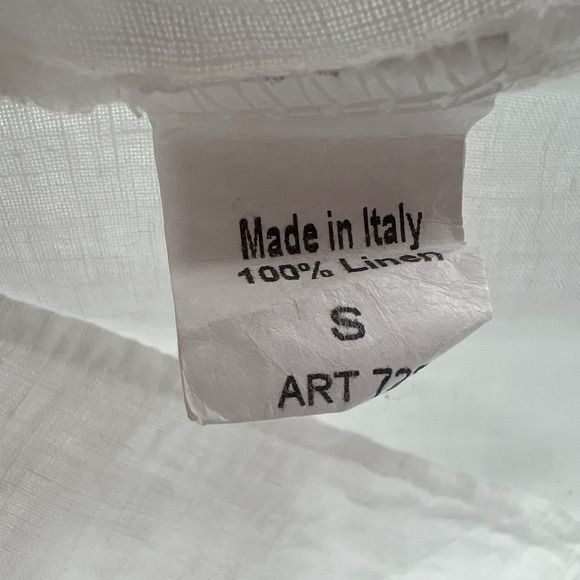 Made in Italy
100% Linen
S
ART